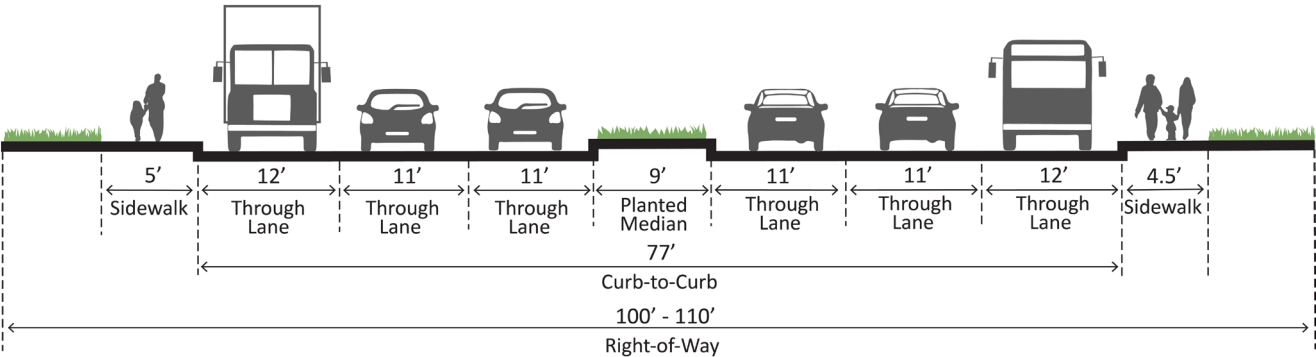 5’ 12’ 11’ 11’ 9’ 11’ 11’ 12’ 4.5’
Sidewalk Through Through Through Planted Through Through Through Sidewalk
Lane Lane Lane Median Lane Lane Lane
77’
Curb-to-Curb
100’ - 110’
Right-of-Way